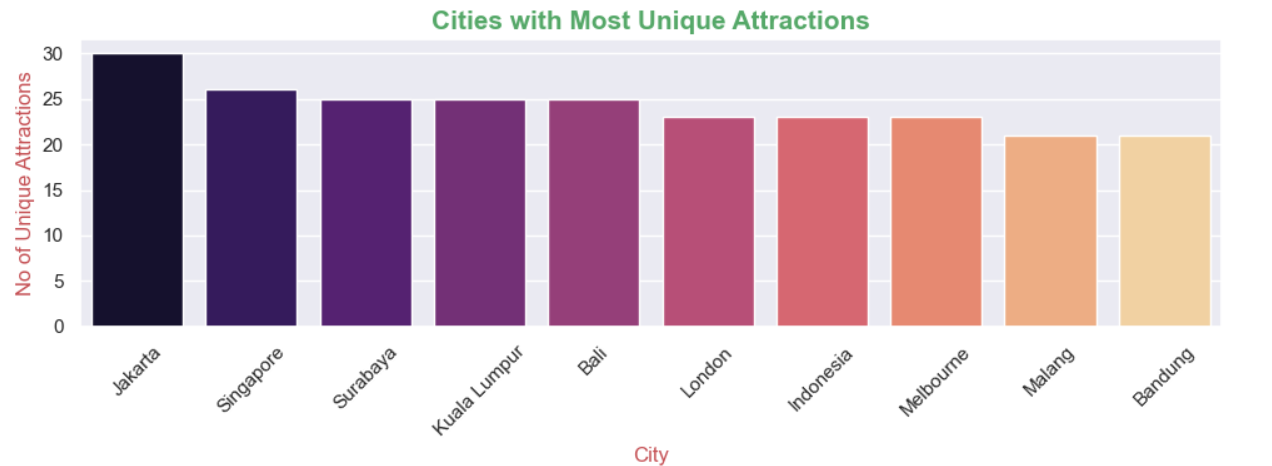 Cities with Most Unique Attractions
No of Unique Attractions
30
25
20
15
10
5
0
Jakarta
Singapore
Surabaya
Kuala Lumpur
Bali
London
Indonesia
Melbourne
Malang
Bandung
City